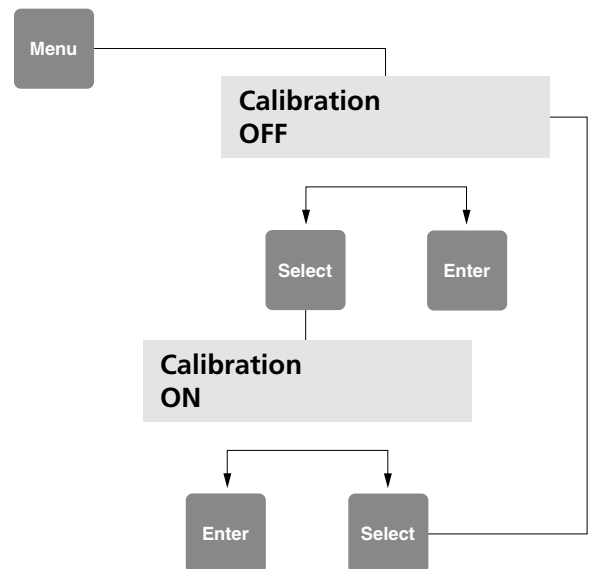 Menu
Calibration
OFF
Select
Enter
Calibration
ON
Enter
Select